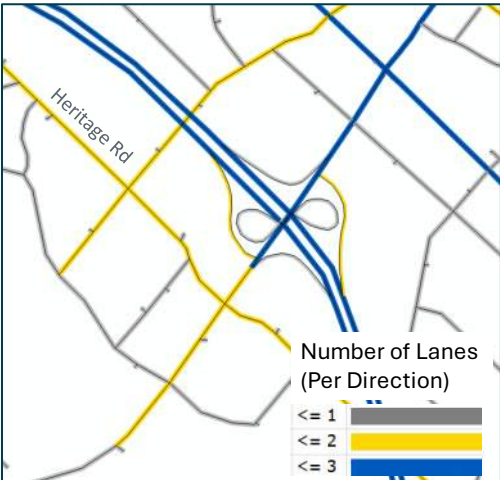 Heritage Rd
Number of Lanes
(Per Direction)
<= 1
<= 2
<= 3